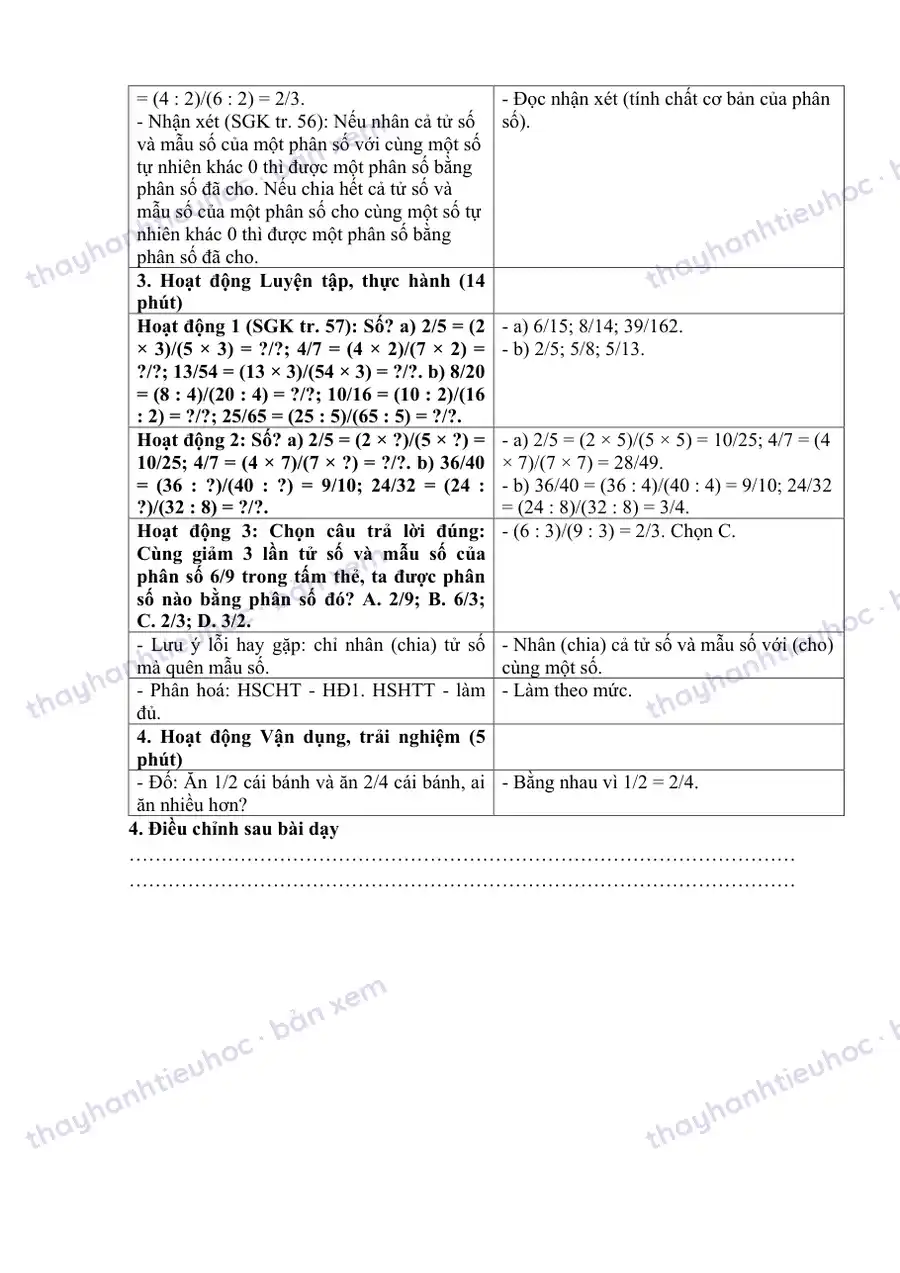 = (4 : 2)/(6 : 2) = 2/3.
- Nhận xét (SGK tr. 56): Nếu nhân cả tử số
và mẫu số của một phân số với cùng một số
tự nhiên khác 0 thì được một phân số bằng
phân số đã cho. Nếu chia hết cả tử số và
mẫu số của một phân số cho cùng một số tự
nhiên khác 0 thì được một phân số bằng
phân số đã cho.
- Đọc nhận xét (tính chất cơ bản của phân
số).
3. Hoạt động Luyện tập, thực hành (14
phút)
Hoạt động 1 (SGK tr. 57): Số? a) 2/5 = (2
× 3)/(5 × 3) = ?/?; 4/7 = (4 × 2)/(7 × 2) =
?/?; 13/54 = (13 × 3)/(54 × 3) = ?/?. b) 8/20
= (8 : 4)/(20 : 4) = ?/?; 10/16 = (10 : 2)/(16
: 2) = ?/?; 25/65 = (25 : 5)/(65 : 5) = ?/?.
- a) 6/15; 8/14; 39/162.
- b) 2/5; 5/8; 5/13.
Hoạt động 2: Số? a) 2/5 = (2 × ?)/(5 × ?) =
10/25; 4/7 = (4 × 7)/(7 × ?) = ?/?. b) 36/40
= (36 : ?)/(40 : ?) = 9/10; 24/32 = (24 :
?)/(32 : 8) = ?/?.
- a) 2/5 = (2 × 5)/(5 × 5) = 10/25; 4/7 = (4
× 7)/(7 × 7) = 28/49.
- b) 36/40 = (36 : 4)/(40 : 4) = 9/10; 24/32
= (24 : 8)/(32 : 8) = 3/4.
Hoạt động 3: Chọn câu trả lời đúng:
Cùng giảm 3 lần tử số và mẫu số của
phân số 6/9 trong tấm thẻ, ta được phân
số nào bằng phân số đó? A. 2/9; B. 6/3;
C. 2/3; D. 3/2.
- (6 : 3)/(9 : 3) = 2/3. Chọn C.
- Lưu ý lỗi hay gặp: chỉ nhân (chia) tử số
mà quên mẫu số.
- Nhân (chia) cả tử số và mẫu số với (cho)
cùng một số.
- Phân hoá: HSCHT - HĐ1. HSHTT - làm
đủ.
- Làm theo mức.
4. Hoạt động Vận dụng, trải nghiệm (5
phút)
- Đố: Ăn 1/2 cái bánh và ăn 2/4 cái bánh, ai
ăn nhiều hơn?
- Bằng nhau vì 1/2 = 2/4.
4. Điều chỉnh sau bài dạy
……………………………………………………………………………………………
……………………………………………………………………………………………
thayhanhtieuhoc · bản xem
thayhanhtieuhoc · b
thayhanhtieuhoc · bản xem
thayhanhtieuhoc · b
thayhanhtieuhoc · bản xem
thayhanhtieuhoc · b